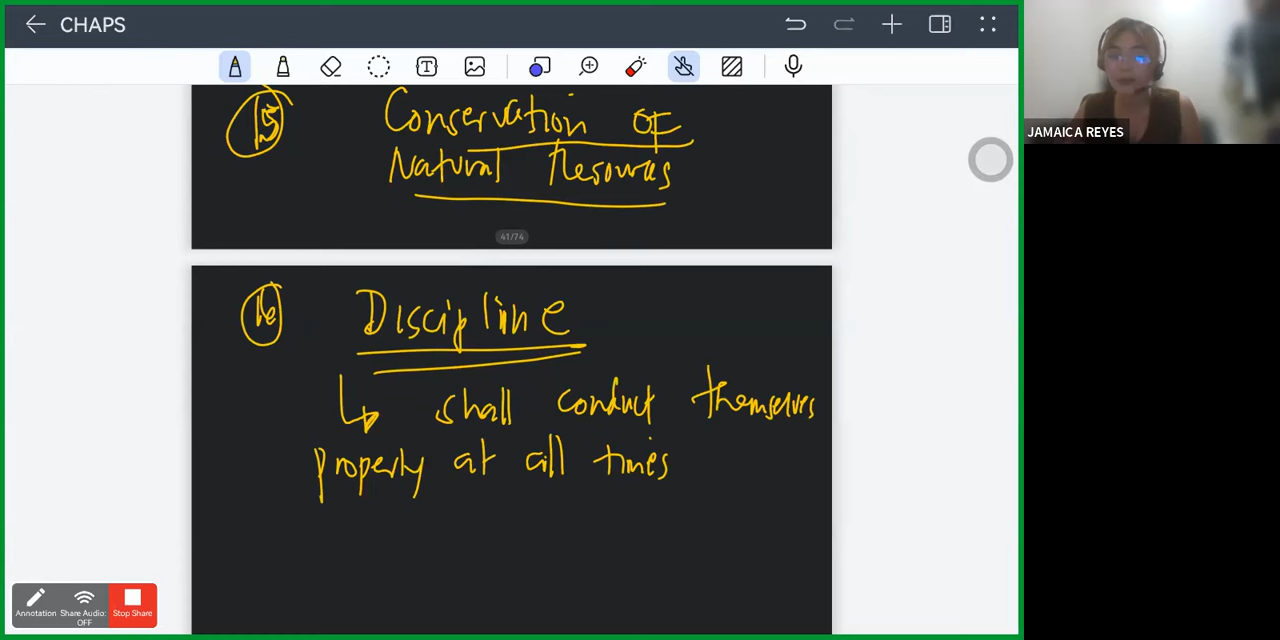 CHAPS
JAMAICA REYES
15 Conservation OF
Natural Resources
41/74
16 Discipline
↳ shall conduct themselves
properly at all times
Annotation
Share Audio:
OFF
Stop Share